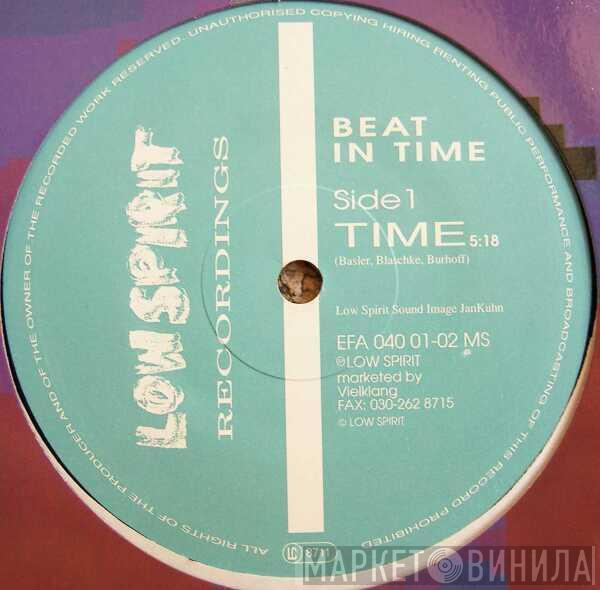 ALL RIGHTS OF THE PRODUCER AND OF THE OWNER OF THE RECORDED WORK RESERVED. UNAUTHORISED COPYING HIRING RENTING PUBLIC PERFORMANCE AND BROADCASTING OF THIS RECORD PROHIBITED
LOW SPIRIT
RECORDINGS
BEAT
IN TIME
Side 1
TIME 5:18
(Basler, Blaschke, Burhoff)
Low Spirit Sound Image JanKuhn
EFA 040 01-02 MS
℗ LOW SPIRIT
marketed by
Vielklang
FAX: 030-262 8715
© LOW SPIRIT
LC 8711
МАРКЕТ ВИНИЛА